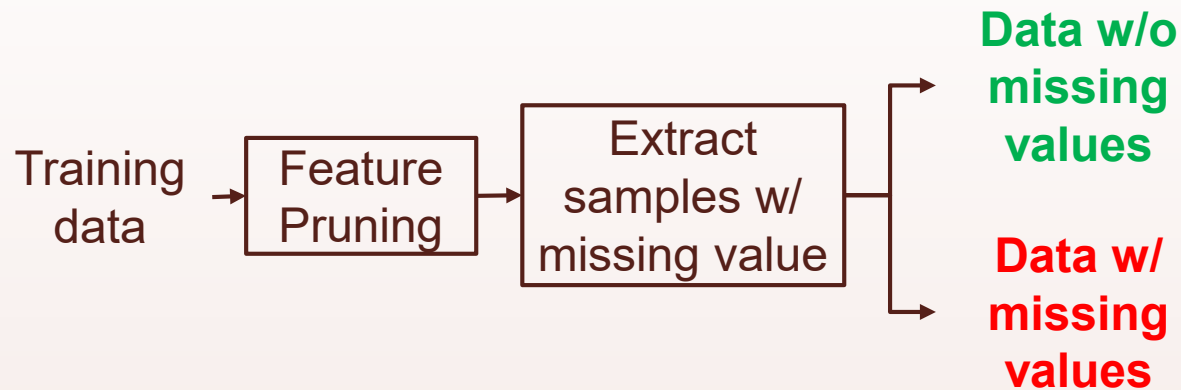 Training
data
Feature
Pruning
Extract
samples w/
missing value
Data w/o
missing
values
Data w/
missing
values